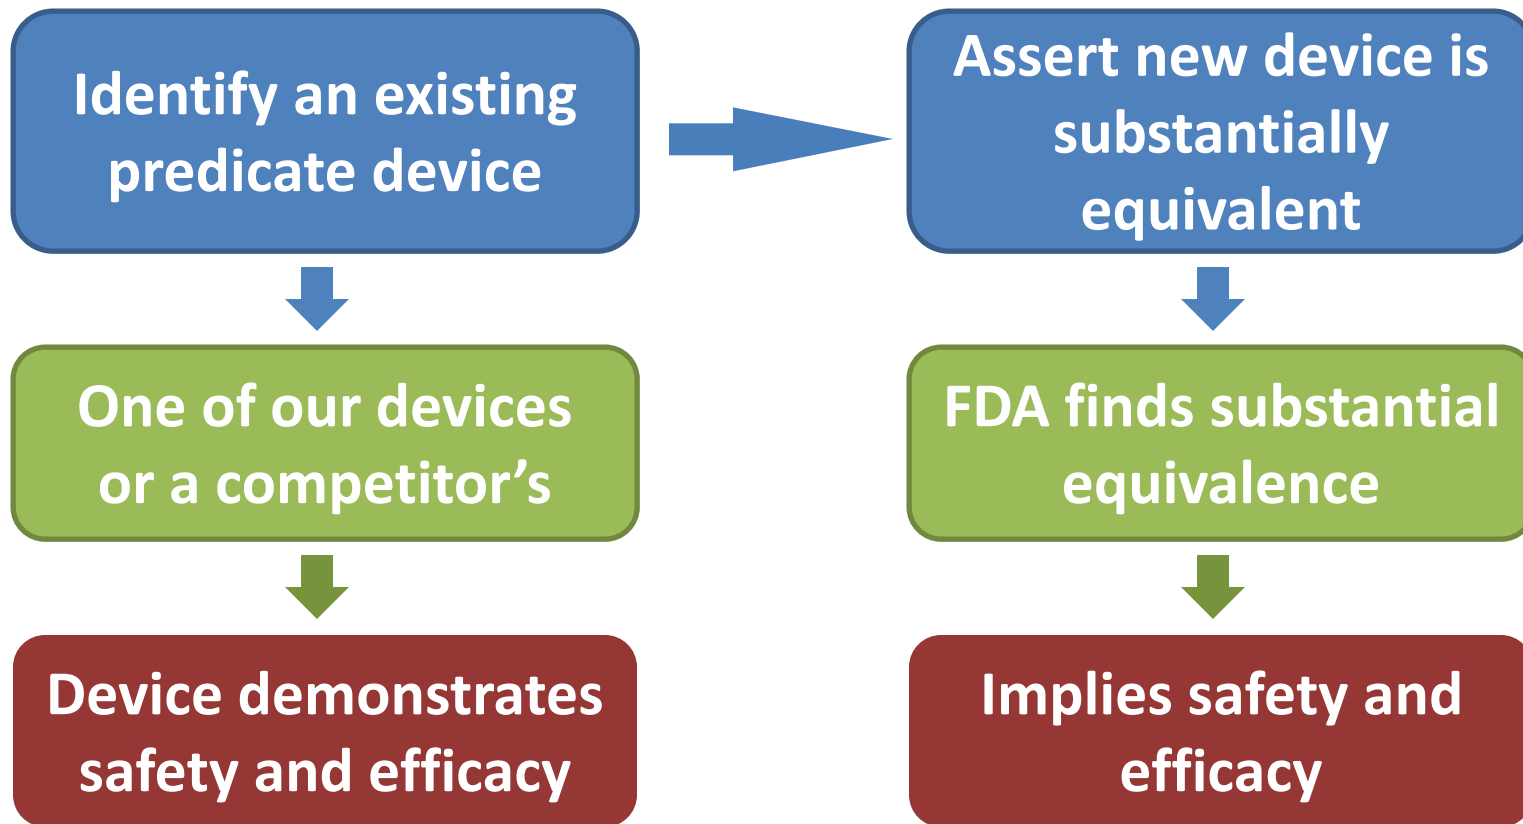 Identify an existing
predicate device
Assert new device is
substantially
equivalent
One of our devices
or a competitor’s
FDA finds substantial
equivalence
Device demonstrates
safety and efficacy
Implies safety and
efficacy